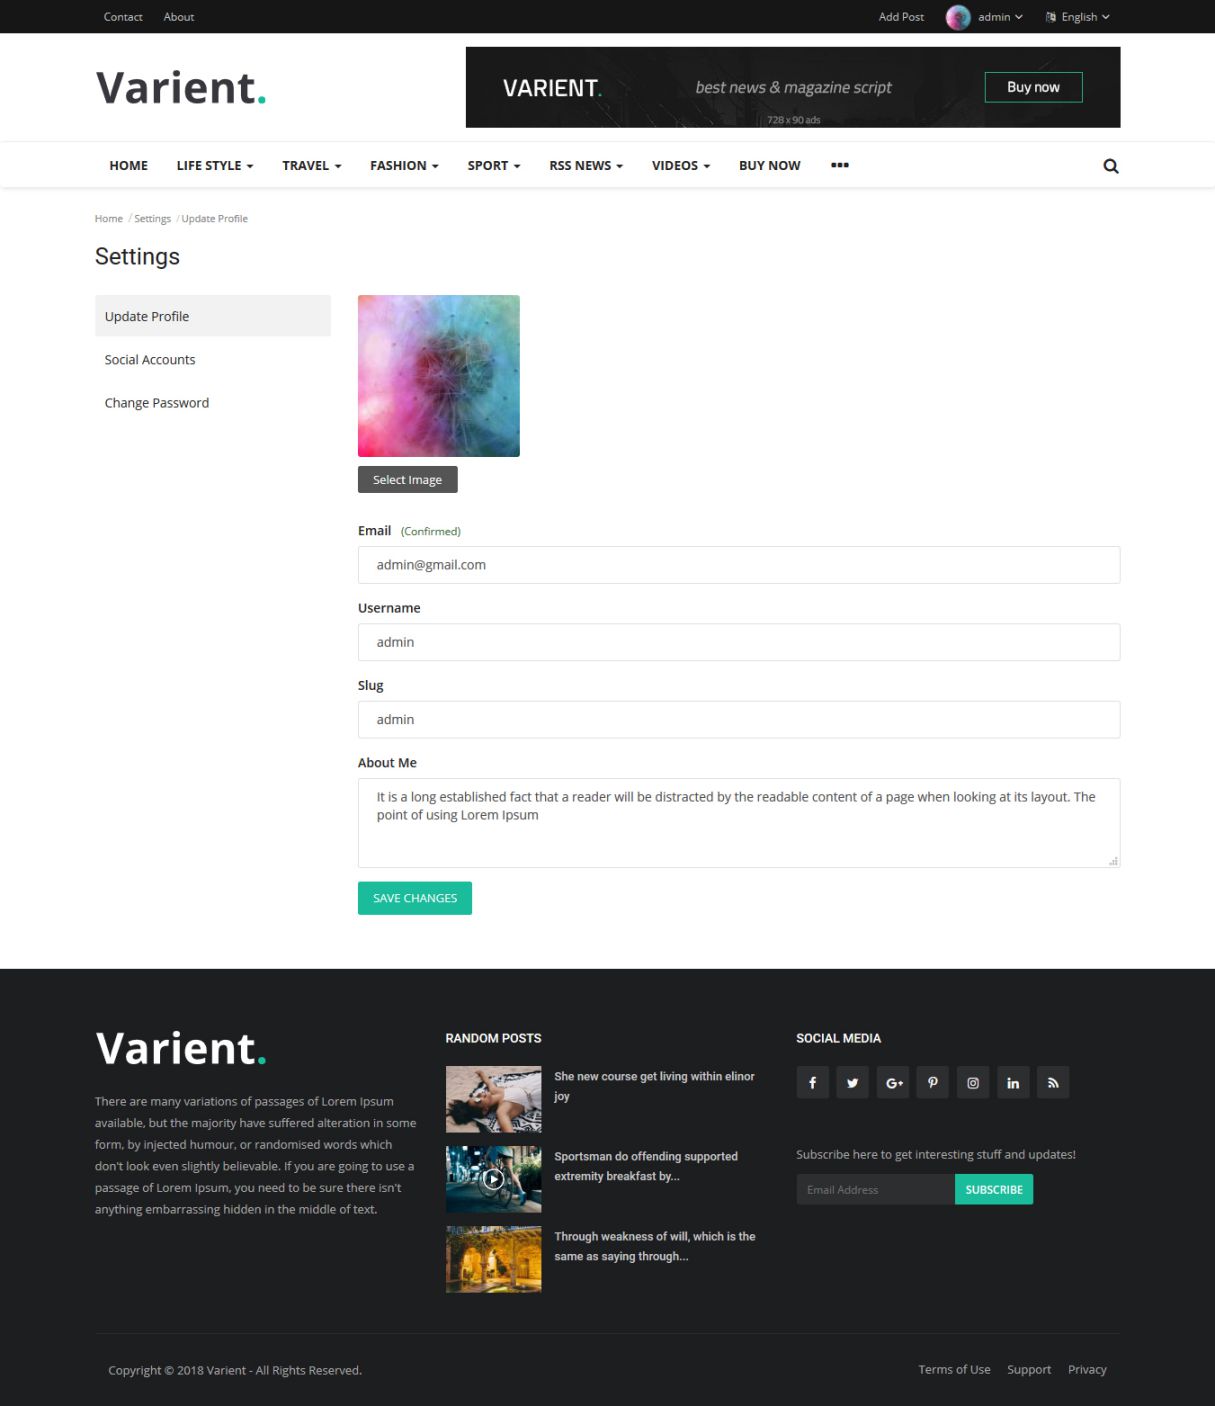 Contact About Add Post admin English
Varient.
VARIENT. best news & magazine script Buy now
728 x 90 ads
HOME LIFE STYLE TRAVEL FASHION SPORT RSS NEWS VIDEOS BUY NOW •••
Home / Settings / Update Profile
Settings
Update Profile
Social Accounts
Change Password
Select Image
Email (Confirmed)
admin@gmail.com
Username
admin
Slug
admin
About Me
It is a long established fact that a reader will be distracted by the readable content of a page when looking at its layout. The
point of using Lorem Ipsum
SAVE CHANGES
Varient.
There are many variations of passages of Lorem Ipsum
available, but the majority have suffered alteration in some
form, by injected humour, or randomised words which
don't look even slightly believable. If you are going to use a
passage of Lorem Ipsum, you need to be sure there isn't
anything embarrassing hidden in the middle of text.
RANDOM POSTS
She new course get living within elinor
joy
Sportsman do offending supported
extremity breakfast by...
Through weakness of will, which is the
same as saying through...
SOCIAL MEDIA
Subscribe here to get interesting stuff and updates!
Email Address SUBSCRIBE
Copyright © 2018 Varient - All Rights Reserved.
Terms of Use Support Privacy